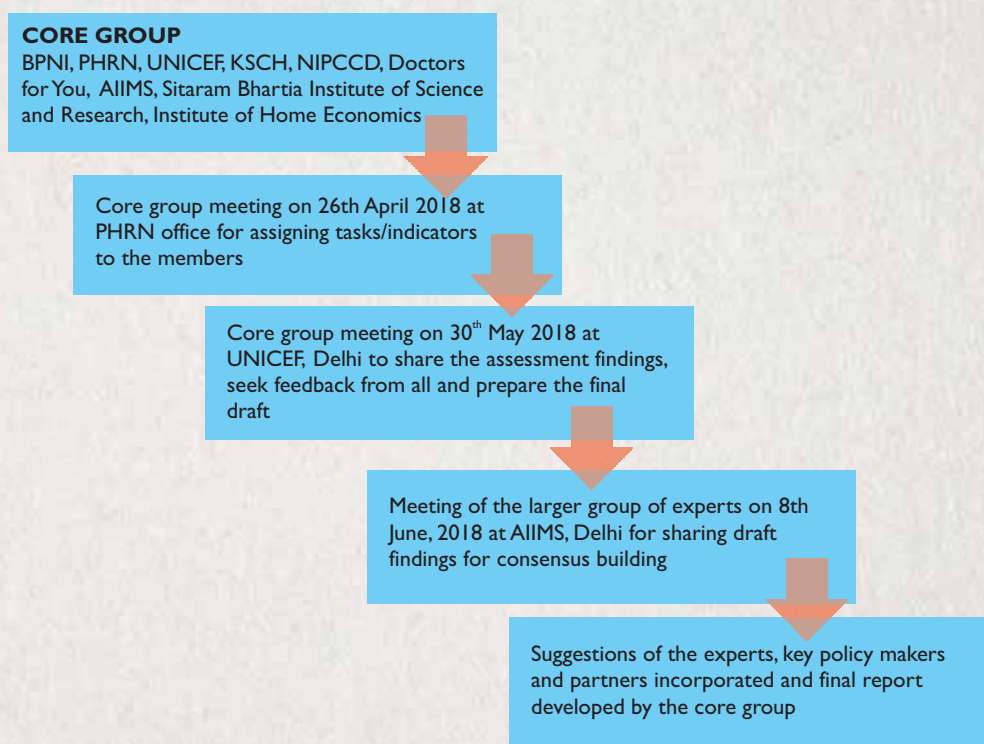 CORE GROUP
BPNI, PHRN, UNICEF, KSCH, NIPCCD, Doctors
for You, AIIMS, Sitaram Bhartia Institute of Science
and Research, Institute of Home Economics
Core group meeting on 26th April 2018 at
PHRN office for assigning tasks/indicators
to the members
Core group meeting on 30th May 2018 at
UNICEF, Delhi to share the assessment findings,
seek feedback from all and prepare the final
draft
Meeting of the larger group of experts on 8th
June, 2018 at AIIMS, Delhi for sharing draft
findings for consensus building
Suggestions of the experts, key policy makers
and partners incorporated and final report
developed by the core group